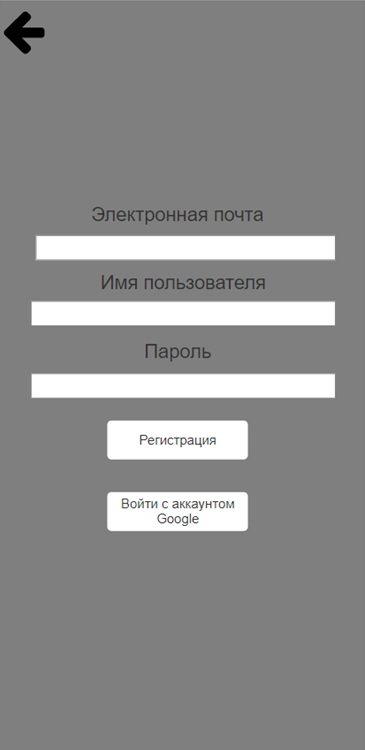 Электронная почта
Имя пользователя
Пароль
Регистрация
Войти с аккаунтом
Google